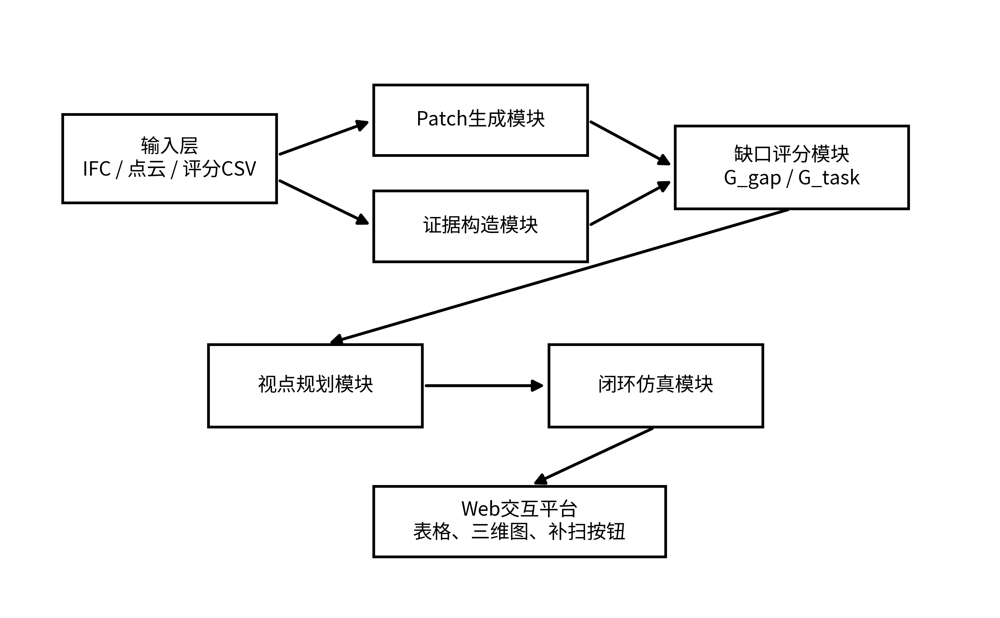 Patch生成模块
输入层
IFC / 点云 / 评分CSV
缺口评分模块
G_gap / G_task
证据构造模块
视点规划模块
闭环仿真模块
Web交互平台
表格、三维图、补扫按钮